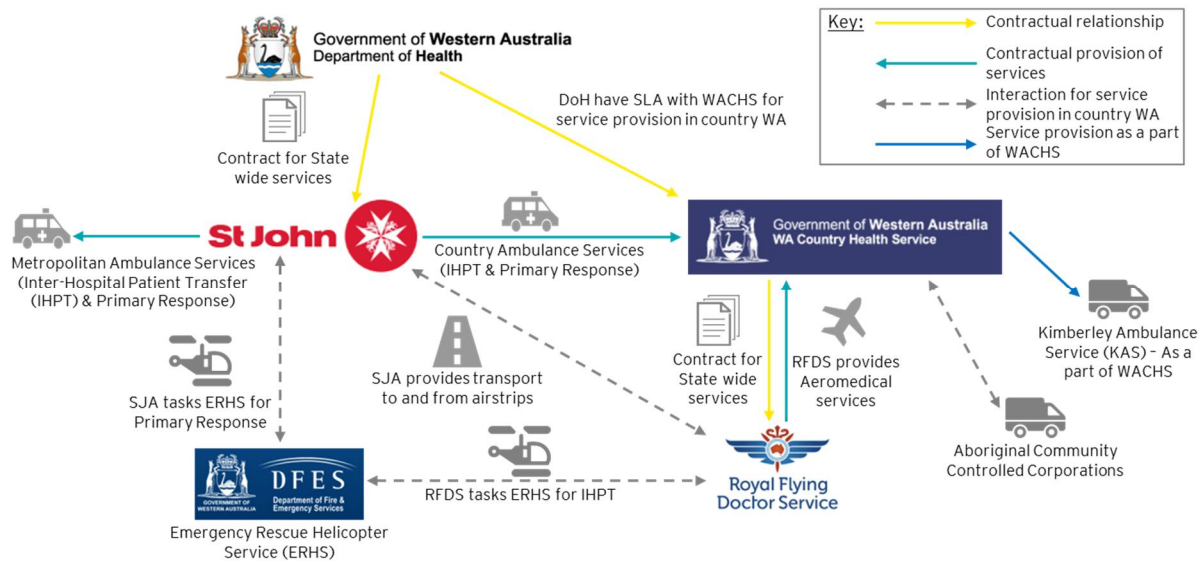 Government of Western Australia
Department of Health
Key:
Contractual relationship
Contractual provision of
services
Interaction for service
provision in country WA
Service provision as a part
of WACHS
DoH have SLA with WACHS for
service provision in country WA
Contract for State
wide services
St John
Metropolitan Ambulance Services
(Inter-Hospital Patient Transfer
(IHPT) & Primary Response)
Country Ambulance Services
(IHPT & Primary Response)
Government of Western Australia
WA Country Health Service
Kimberley Ambulance
Service (KAS) – As a
part of WACHS
SJA tasks ERHS for
Primary Response
SJA provides transport
to and from airstrips
Contract for
State wide
services
RFDS provides
Aeromedical
services
Aboriginal Community
Controlled Corporations
GOVERNMENT OF
WESTERN AUSTRALIA
DFES
Department of Fire &
Emergency Services
RFDS tasks ERHS for IHPT
Royal Flying
Doctor Service
Emergency Rescue Helicopter
Service (ERHS)